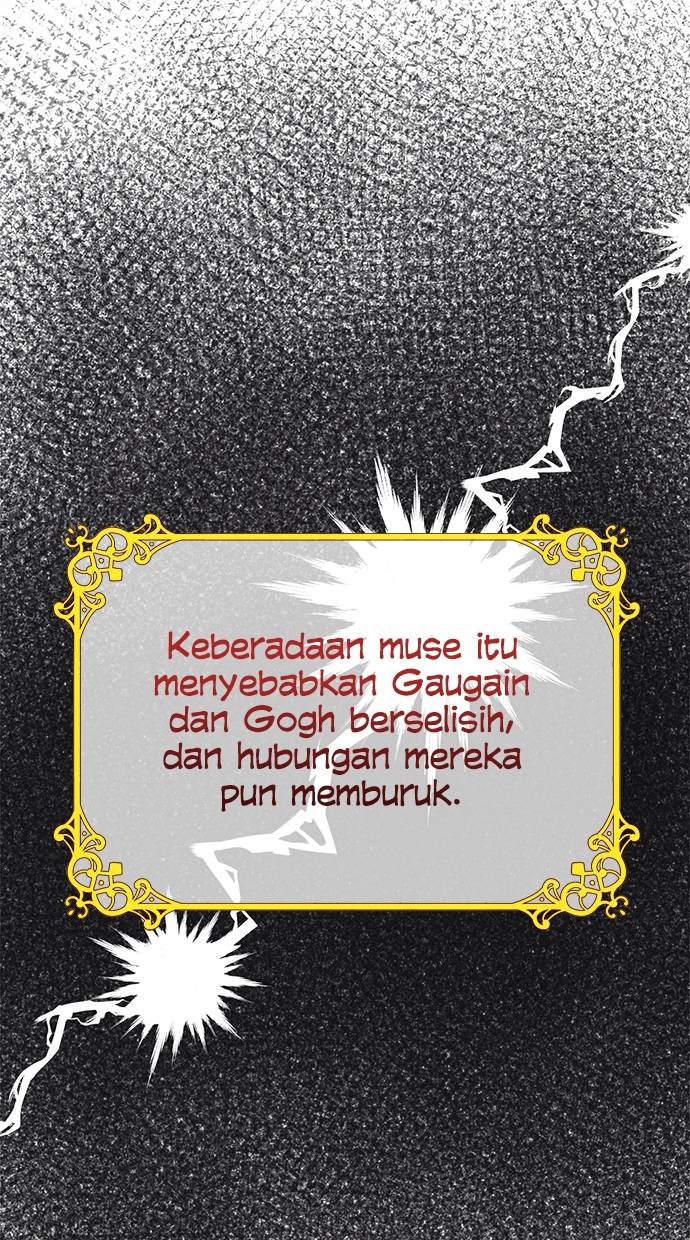 Keberadaan muse itu
menyebabkan Gaugain
dan Gogh berselisih,
dan hubungan mereka
pun memburuk.